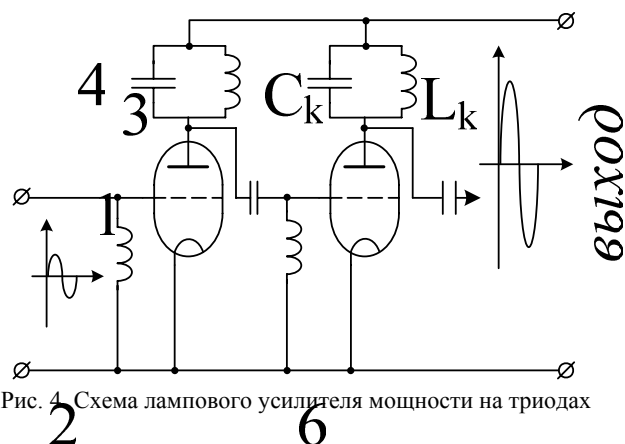 4
3
Ck
Lk
1
выход
Рис. 4. Схема лампового усилителя мощности на триодах
2
6